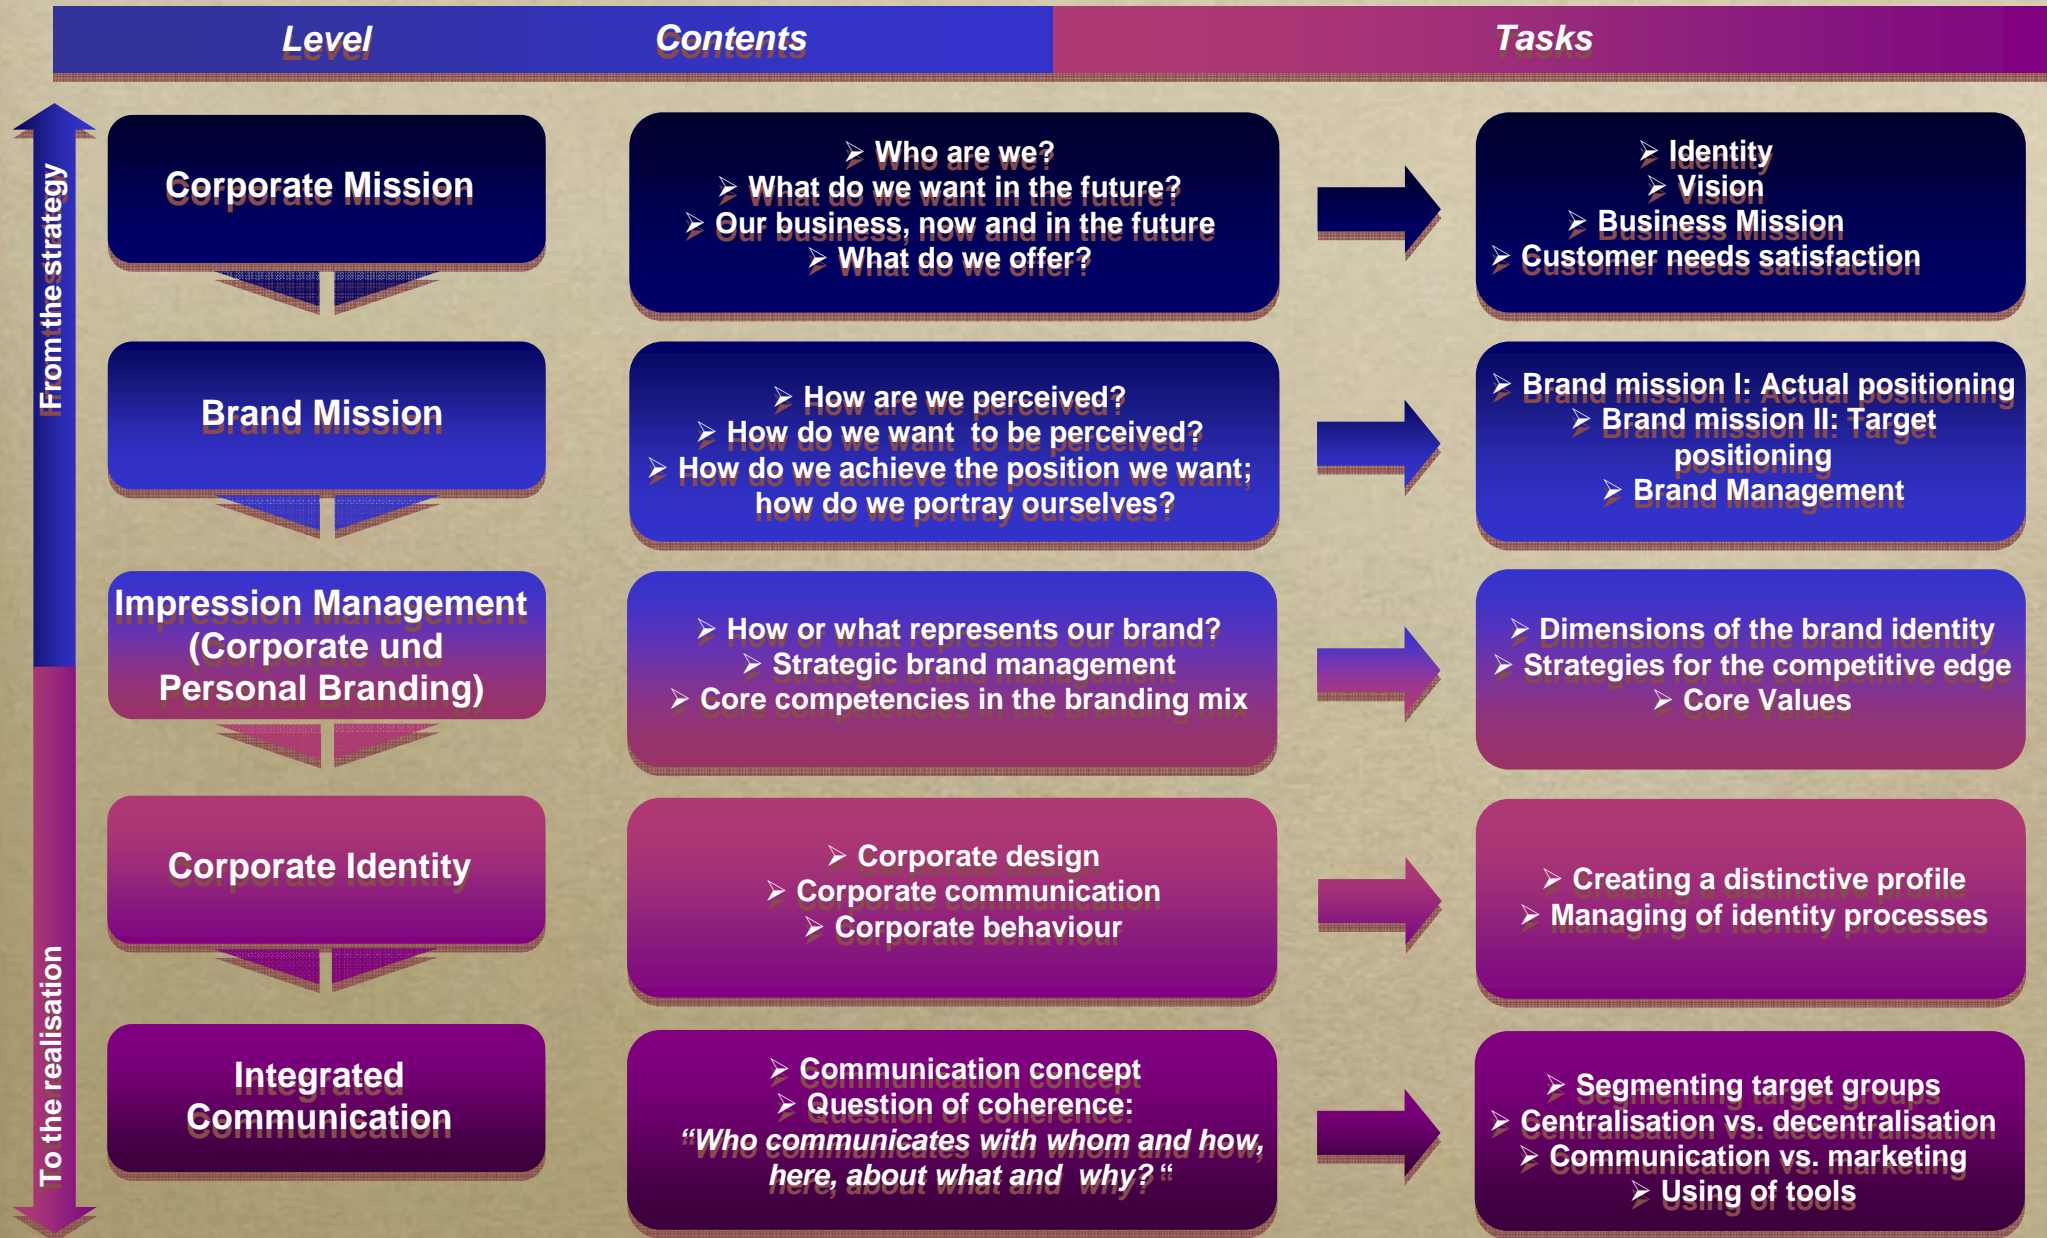 Level
Contents
Tasks
From the strategy
To the realisation
Corporate Mission
➢ Who are we?
➢ What do we want in the future?
➢ Our business, now and in the future
➢ What do we offer?
➢ Identity
➢ Vision
➢ Business Mission
➢ Customer needs satisfaction
Brand Mission
➢ How are we perceived?
➢ How do we want  to be perceived?
➢ How do we achieve the position we want;
how do we portray ourselves?
➢ Brand mission I: Actual positioning
➢ Brand mission II: Target
positioning
➢ Brand Management
Impression Management
(Corporate und
Personal Branding)
➢ How or what represents our brand?
➢ Strategic brand management
➢ Core competencies in the branding mix
➢ Dimensions of the brand identity
➢ Strategies for the competitive edge
➢ Core Values
Corporate Identity
➢ Corporate design
➢ Corporate communication
➢ Corporate behaviour
➢ Creating a distinctive profile
➢ Managing of identity processes
Integrated
Communication
➢ Communication concept
➢ Question of coherence:
“Who communicates with whom and how,
here, about what and  why? “
➢ Segmenting target groups
➢ Centralisation vs. decentralisation
➢ Communication vs. marketing
➢ Using of tools